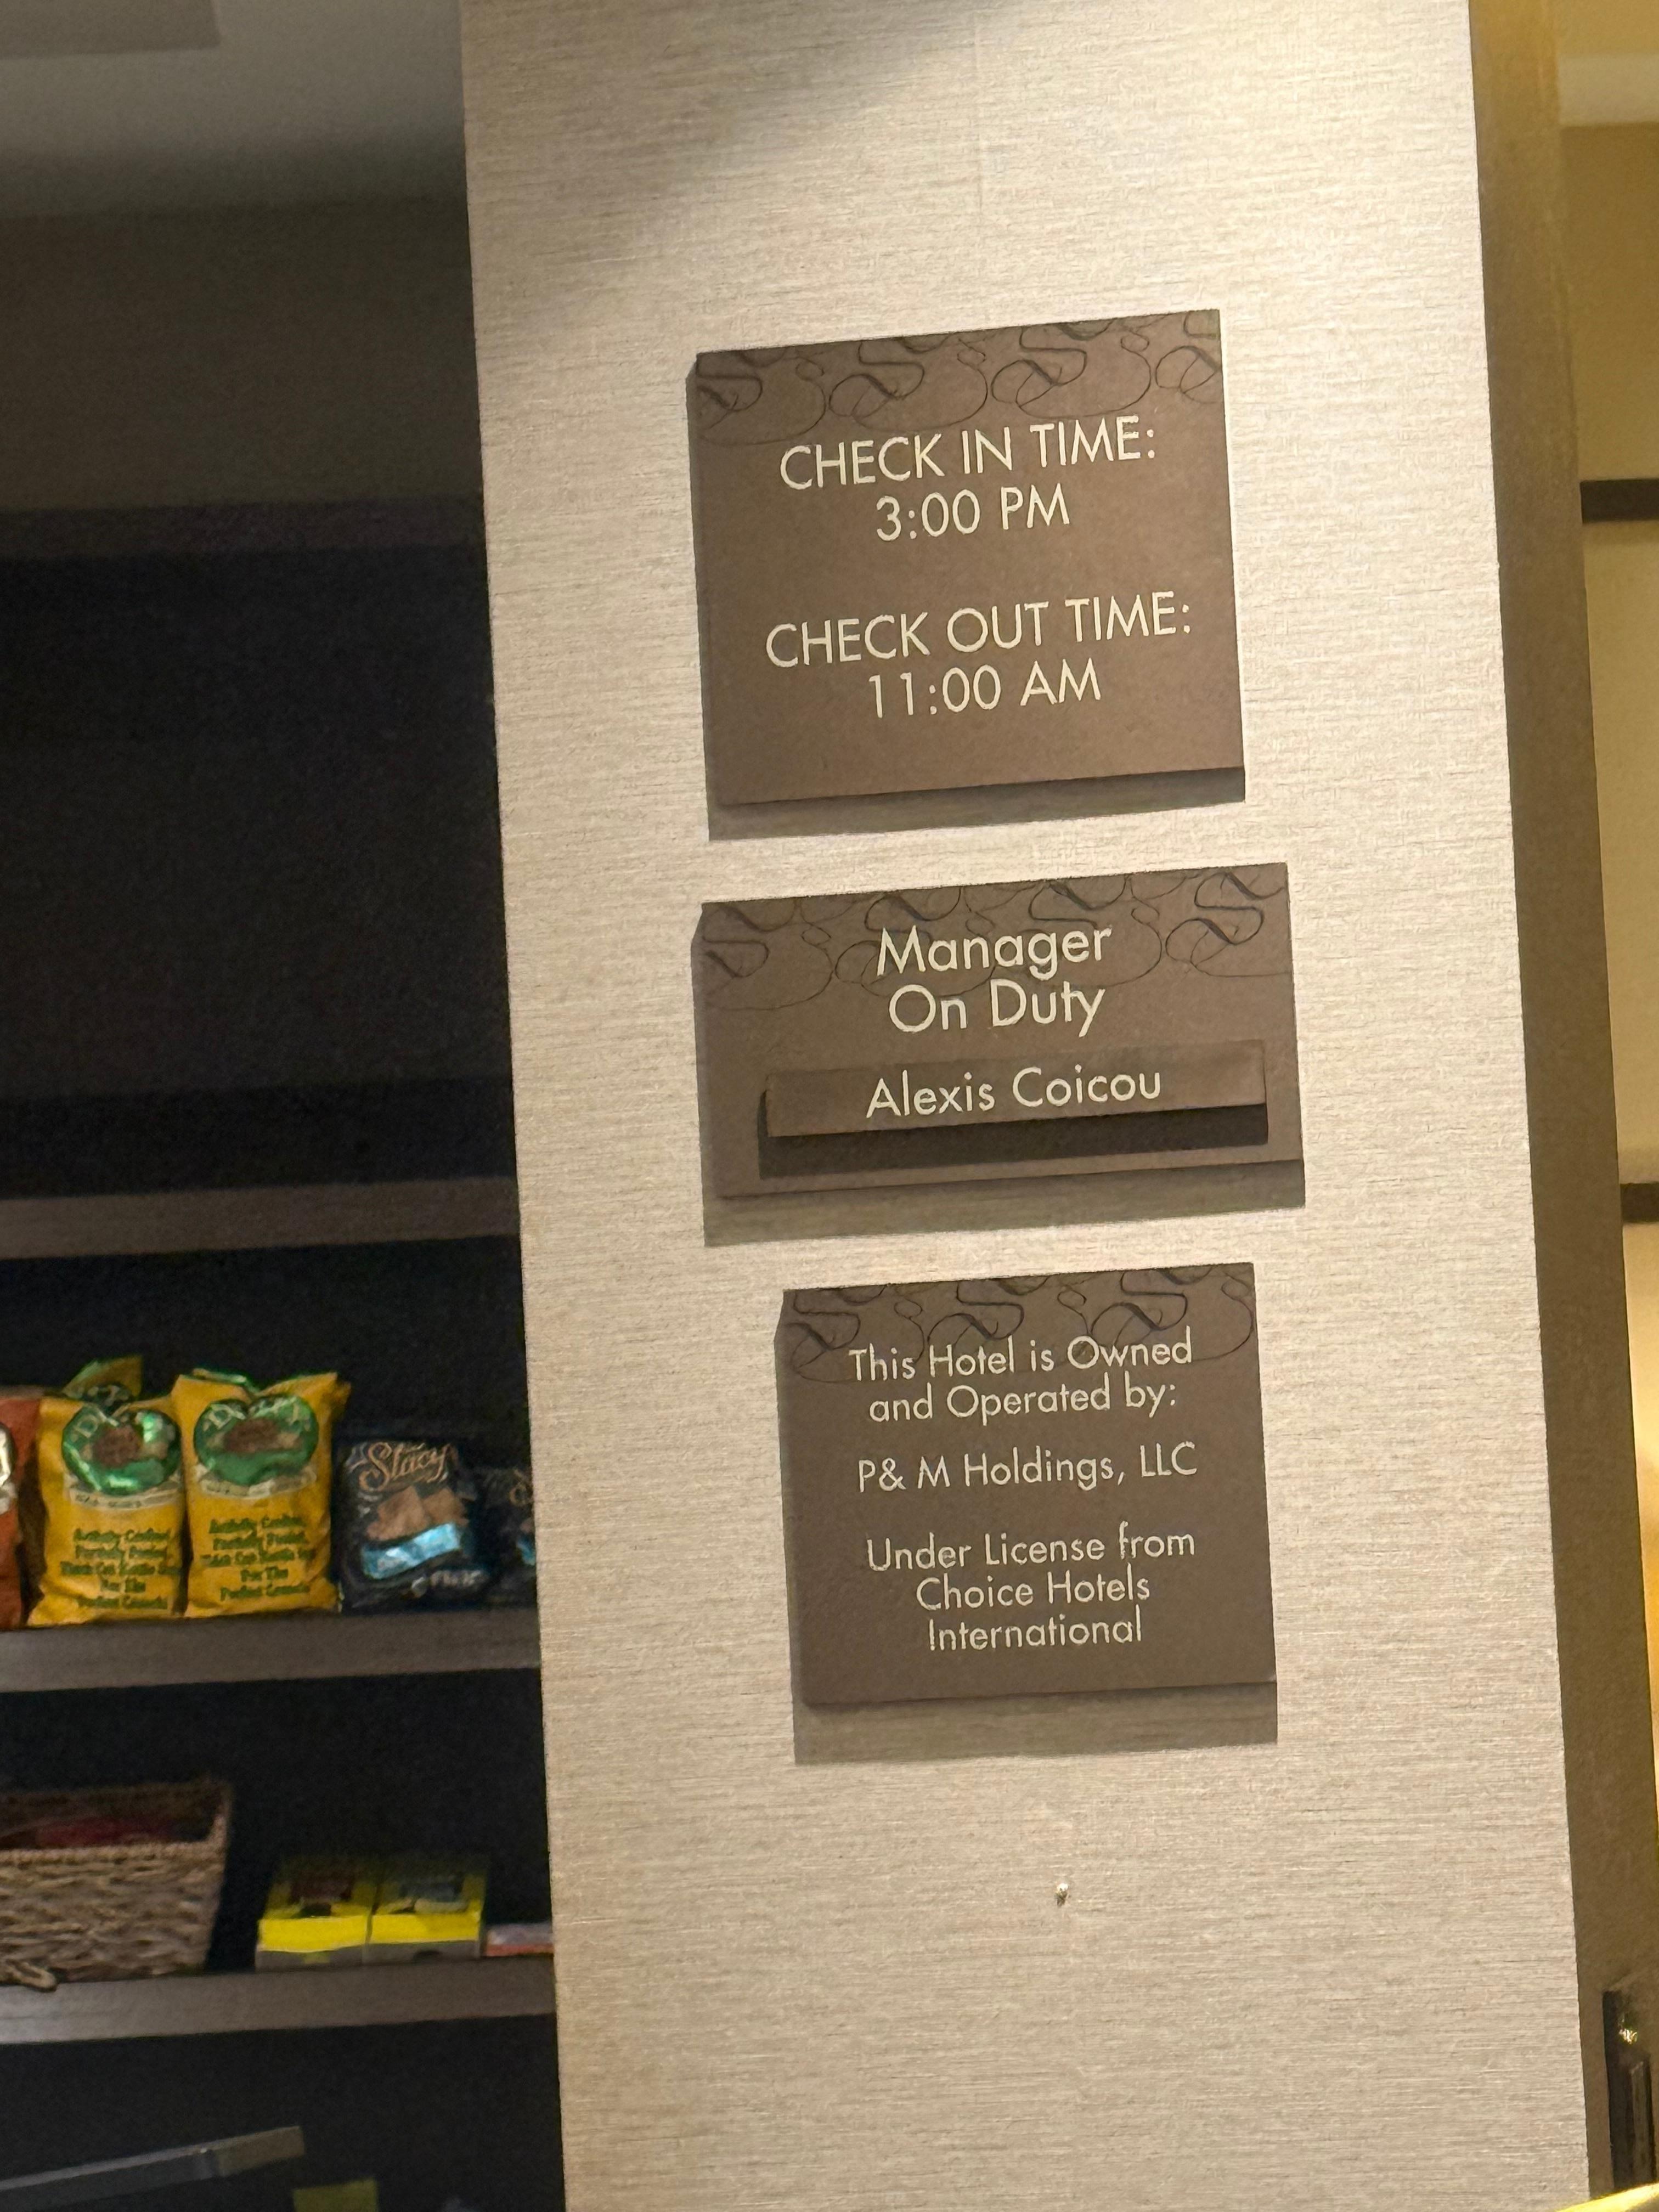 CHECK IN TIME:
3:00 PM
CHECK OUT TIME:
11:00 AM
Manager
On Duty
Alexis Coicou
This Hotel is Owned
and Operated by:
P& M Holdings, LLC
Under License from
Choice Hotels
International
Stacy